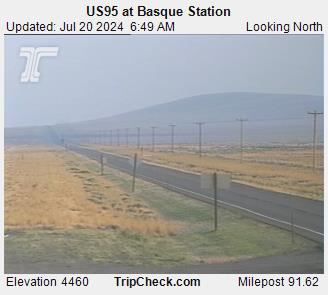 US95 at Basque Station
Updated: Jul 20 2024 6:49 AM Looking North
Elevation 4460 TripCheck.com Milepost 91.62